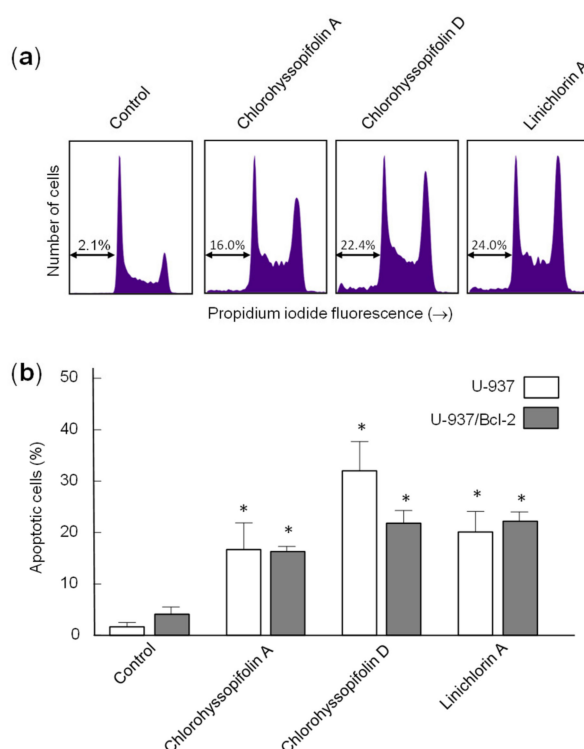 (a)
Control
Chlorohyssopifolin A
Chlorohyssopifolin D
Linichlorin A
Number of cells
2.1%
16.0%
22.4%
24.0%
Propidium iodide fluorescence (→)
(b)
Apoptotic cells (%)
50
40
30
20
10
0
U-937
U-937/Bcl-2
*
*
*
*
*
*
Control
Chlorohyssopifolin A
Chlorohyssopifolin D
Linichlorin A